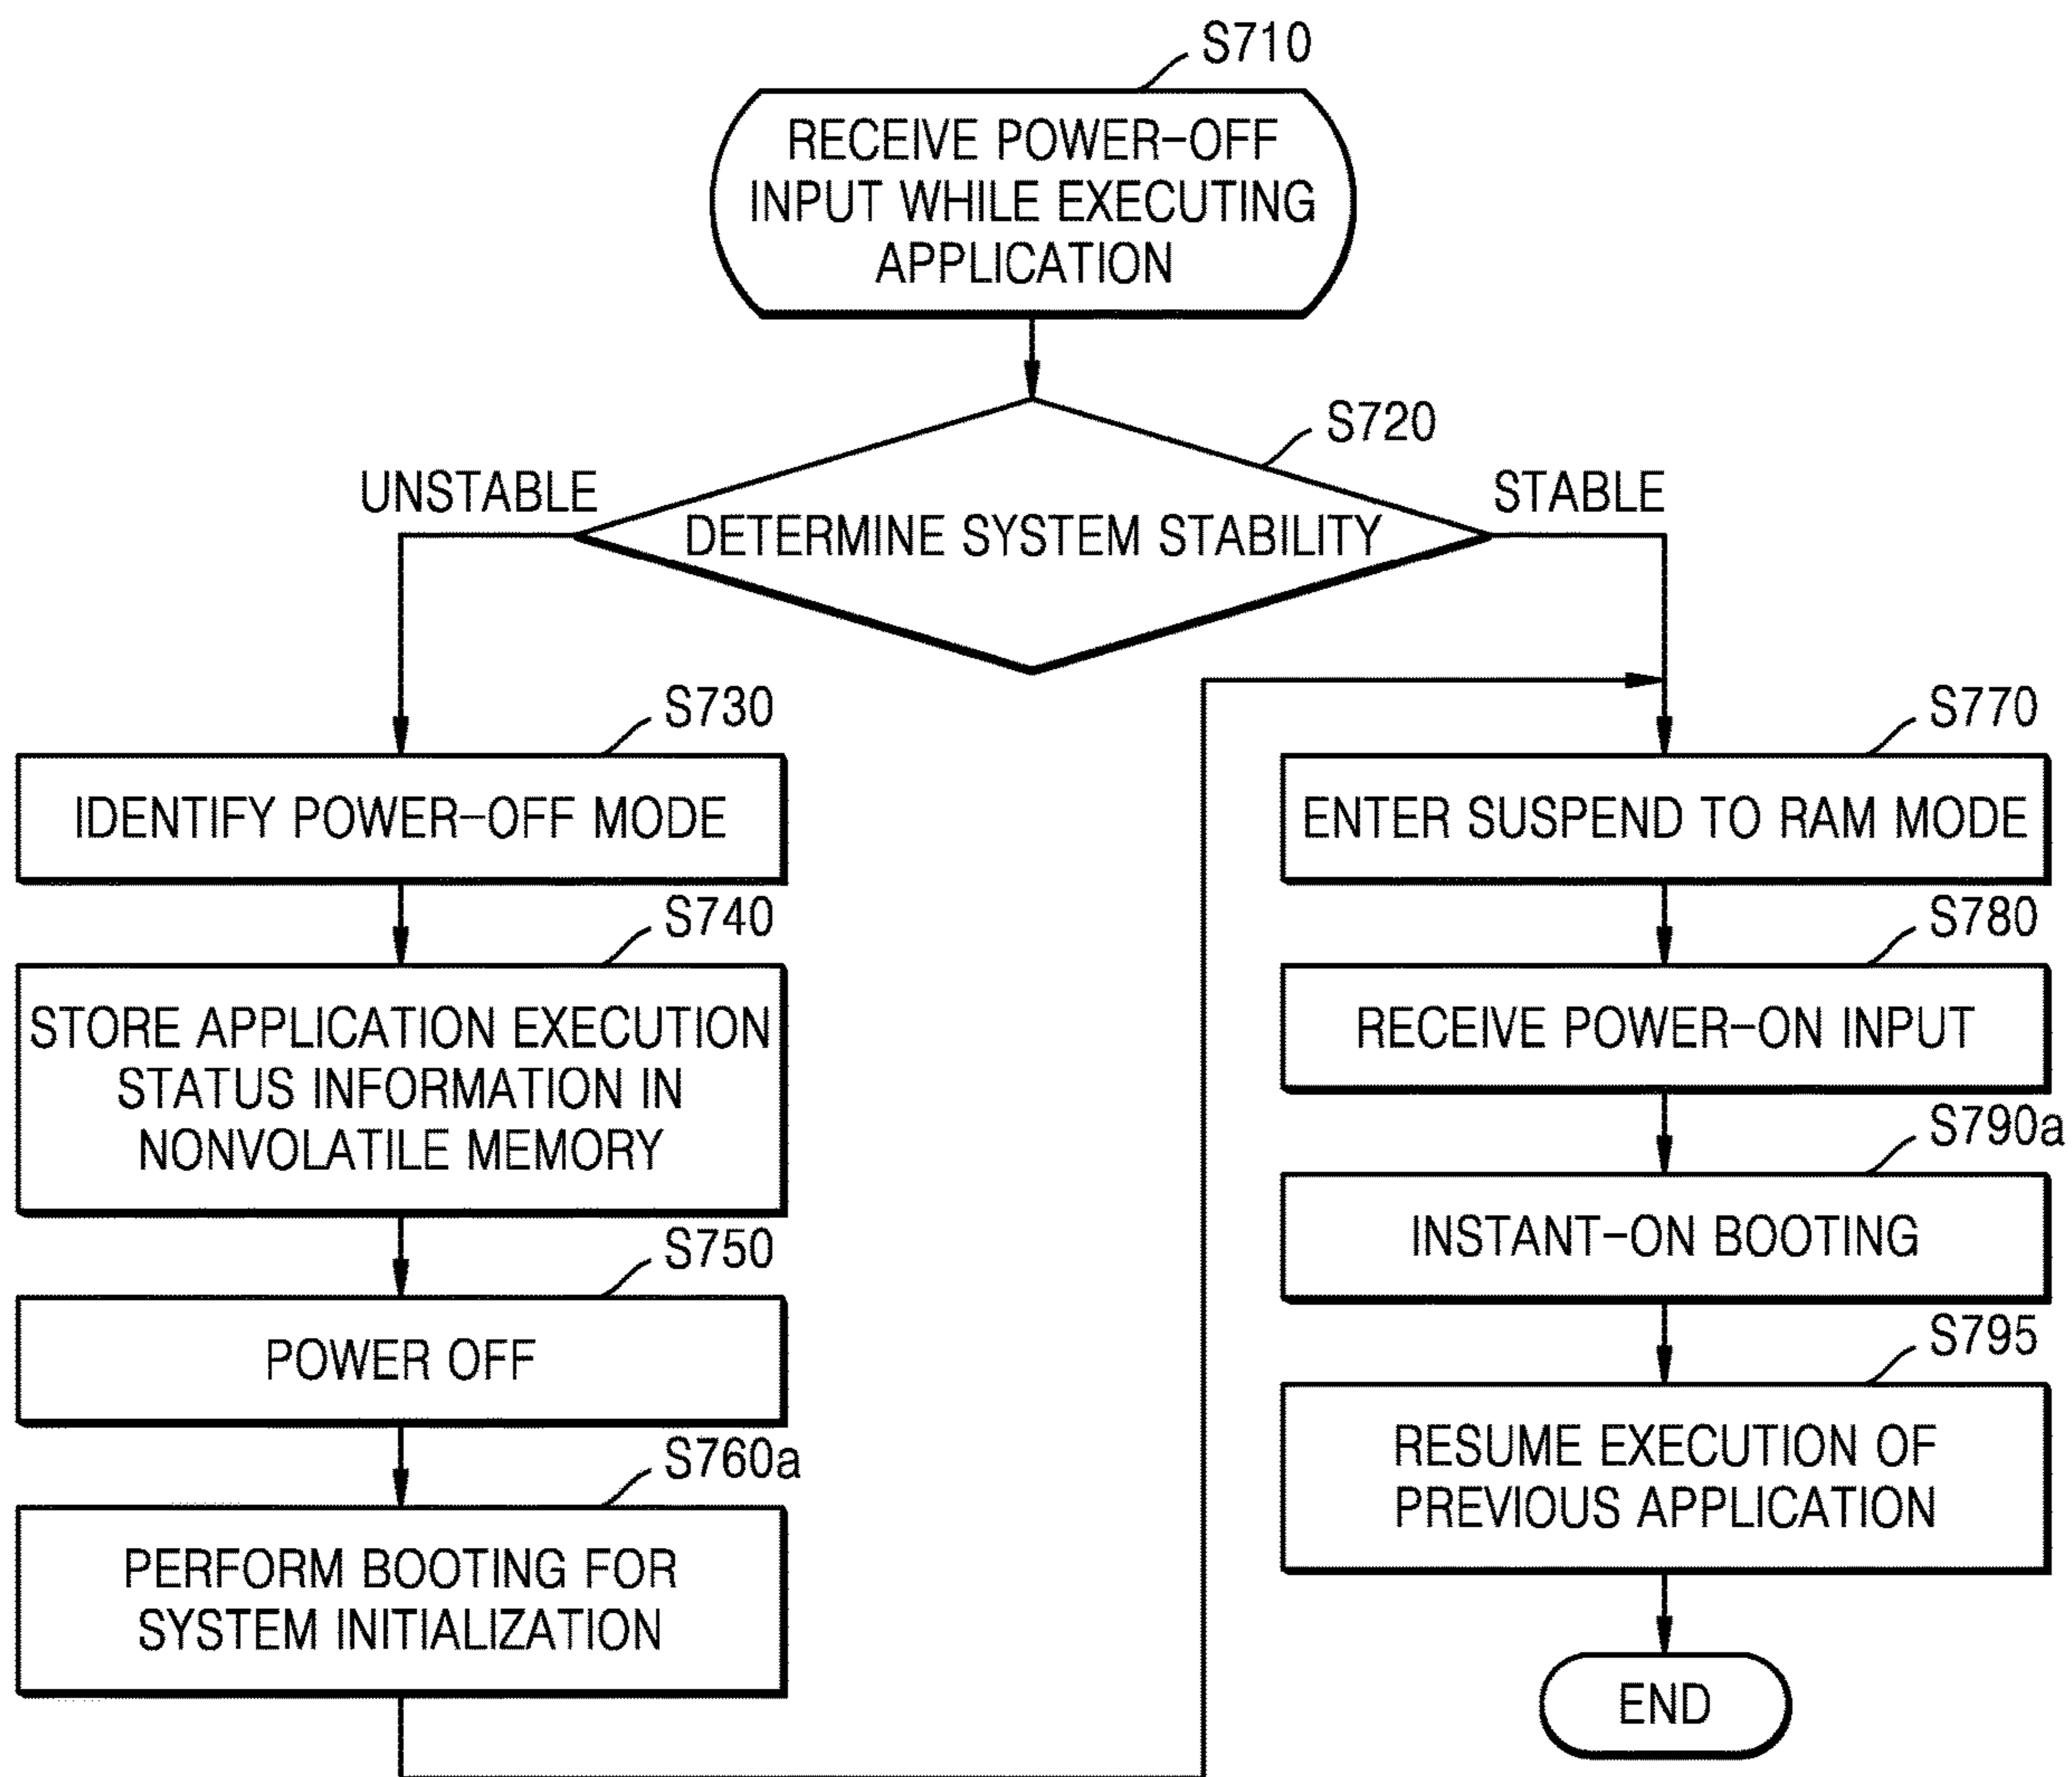 S710
RECEIVE POWER-OFF
INPUT WHILE EXECUTING
APPLICATION
S720
UNSTABLE
STABLE
DETERMINE SYSTEM STABILITY
S730
IDENTIFY POWER-OFF MODE
S740
STORE APPLICATION EXECUTION
STATUS INFORMATION IN
NONVOLATILE MEMORY
S750
POWER OFF
S760a
PERFORM BOOTING FOR
SYSTEM INITIALIZATION
S770
ENTER SUSPEND TO RAM MODE
S780
RECEIVE POWER-ON INPUT
S790a
INSTANT-ON BOOTING
S795
RESUME EXECUTION OF
PREVIOUS APPLICATION
END